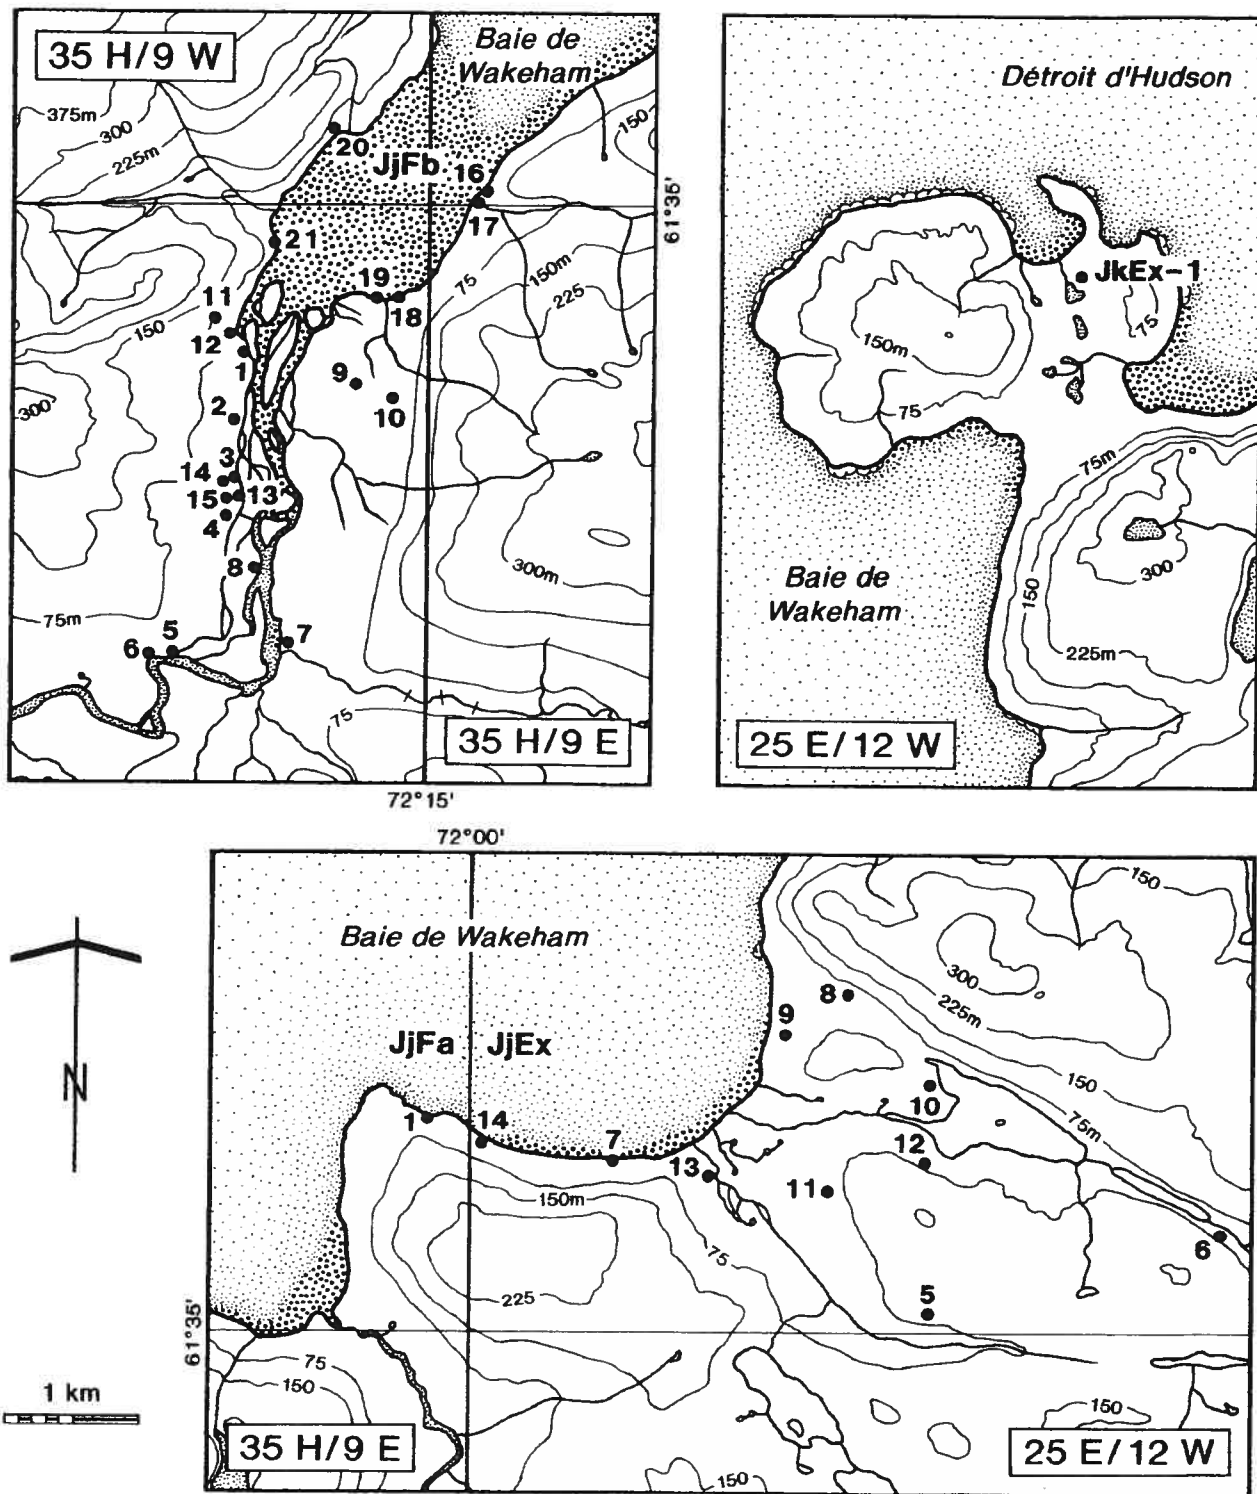 35 H/9 W
Baie de
Wakeham
375m
300
225m
150
20
JjFb
16
17
61°35'
21
150m
75
225
19
18
11
150
12
1
9
10
2
300
3
14
15
13
4
8
300m
75m
5
6
7
75
35 H/9 E
72°15'
Détroit d'Hudson
JkEx-1
75
150m
75
75m
Baie de
Wakeham
150
300
225m
25 E/12 W
72°00'
N
1 km
Baie de Wakeham
150
300
225m
8
9
JjFa
JjEx
10
150
75m
1
14
7
13
12
11
150m
75
6
225
5
61°35'
75
150
150
150
35 H/9 E
25 E/12 W